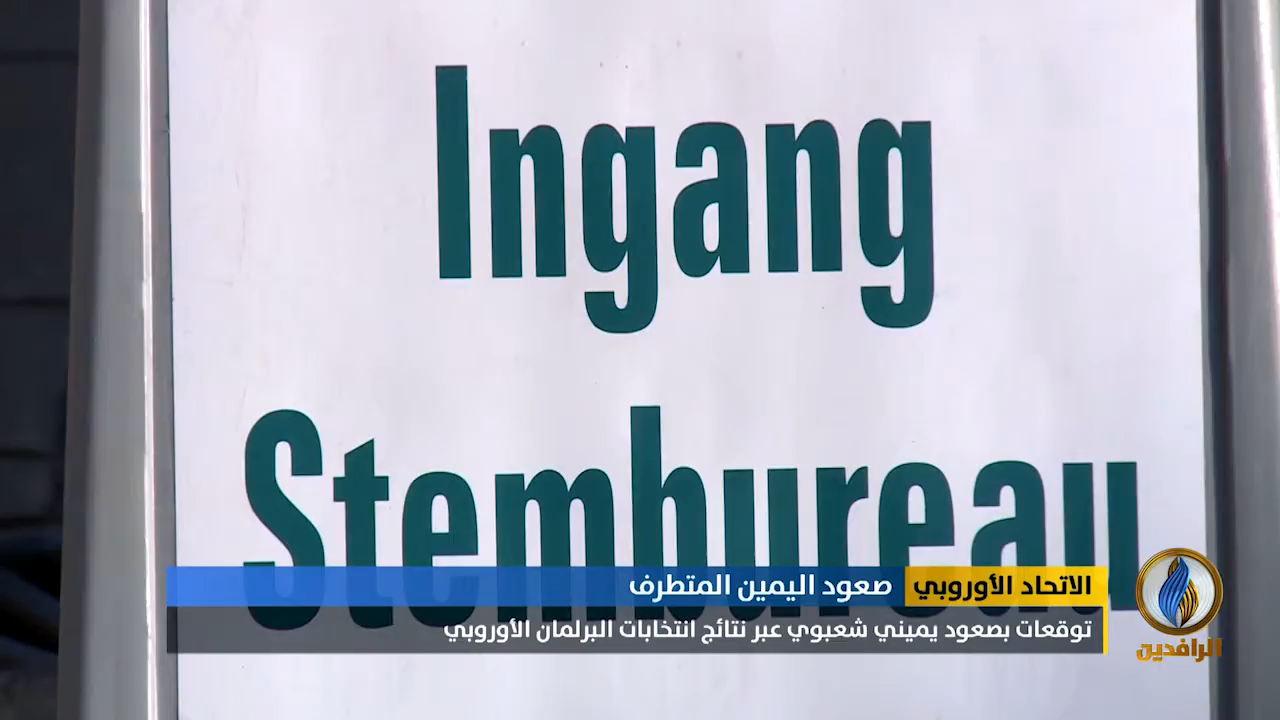 Ingang
Stembureau
الاتحاد الأوروبي صعود اليمين المتطرف
توقعات بصعود يميني شعبوي عبر نتائج انتخابات البرلمان الأوروبي
الرافدين